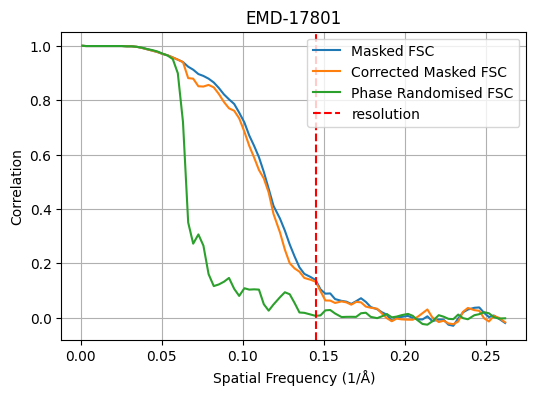 EMD-17801
Masked FSC
Corrected Masked FSC
Phase Randomised FSC
resolution
Correlation
1.0
0.8
0.6
0.4
0.2
0.0
0.00 0.05 0.10 0.15 0.20 0.25
Spatial Frequency (1/Å)